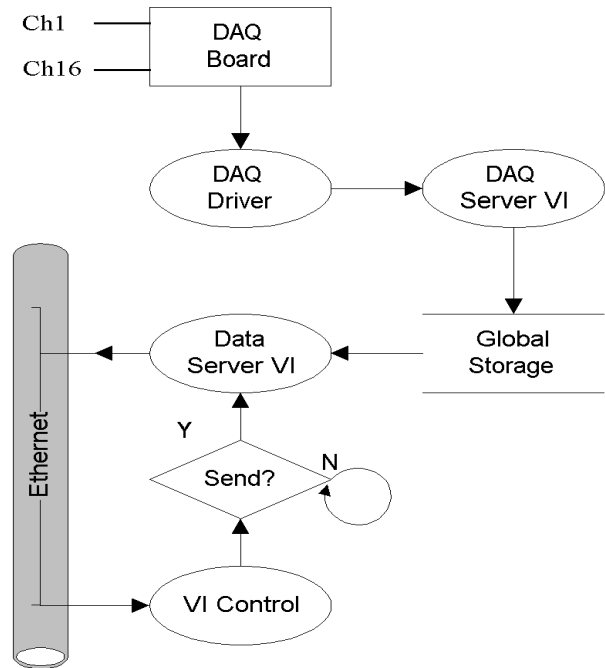 Ch1
Ch16
DAQ
Board
DAQ
Driver
DAQ
Server VI
Global
Storage
Data
Server VI
Y
Send?
N
VI Control
Ethernet